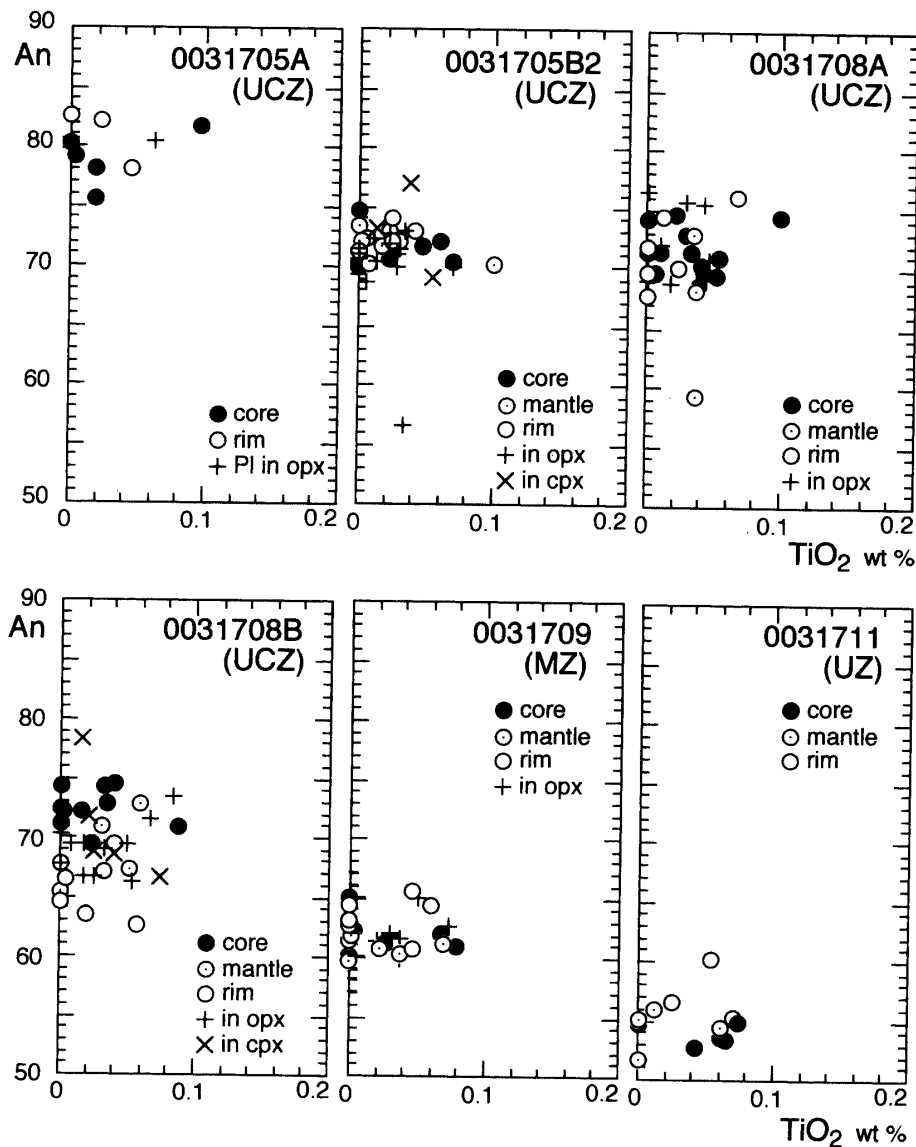 90
An
80
70
60
50
0031705A
(UCZ)
● core
○ rim
+ Pl in opx
0 0.1 0.2
0031705B2
(UCZ)
● core
⊙ mantle
○ rim
+ in opx
× in cpx
0 0.1 0.2
0031708A
(UCZ)
● core
⊙ mantle
○ rim
+ in opx
0 0.1 0.2
TiO2 wt %
90
An
80
70
60
50
0031708B
(UCZ)
● core
⊙ mantle
○ rim
+ in opx
× in cpx
0 0.1 0.2
0031709
(MZ)
● core
⊙ mantle
○ rim
+ in opx
0 0.1 0.2
0031711
(UZ)
● core
⊙ mantle
○ rim
0 0.1 0.2
TiO2 wt %